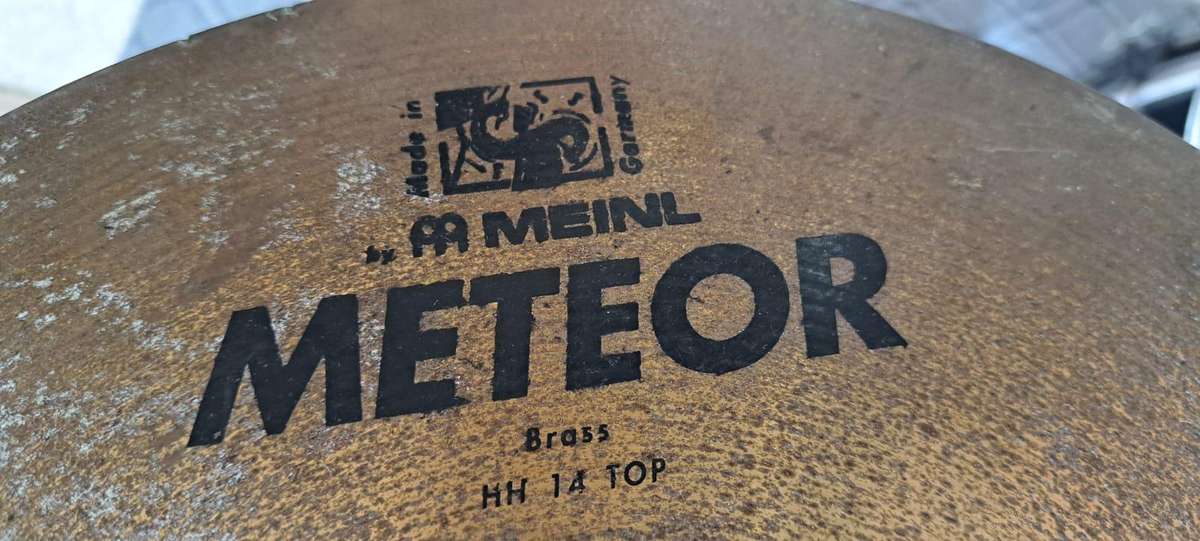 Made in Germany
by MEINL
METEOR
Brass
HH 14 TOP